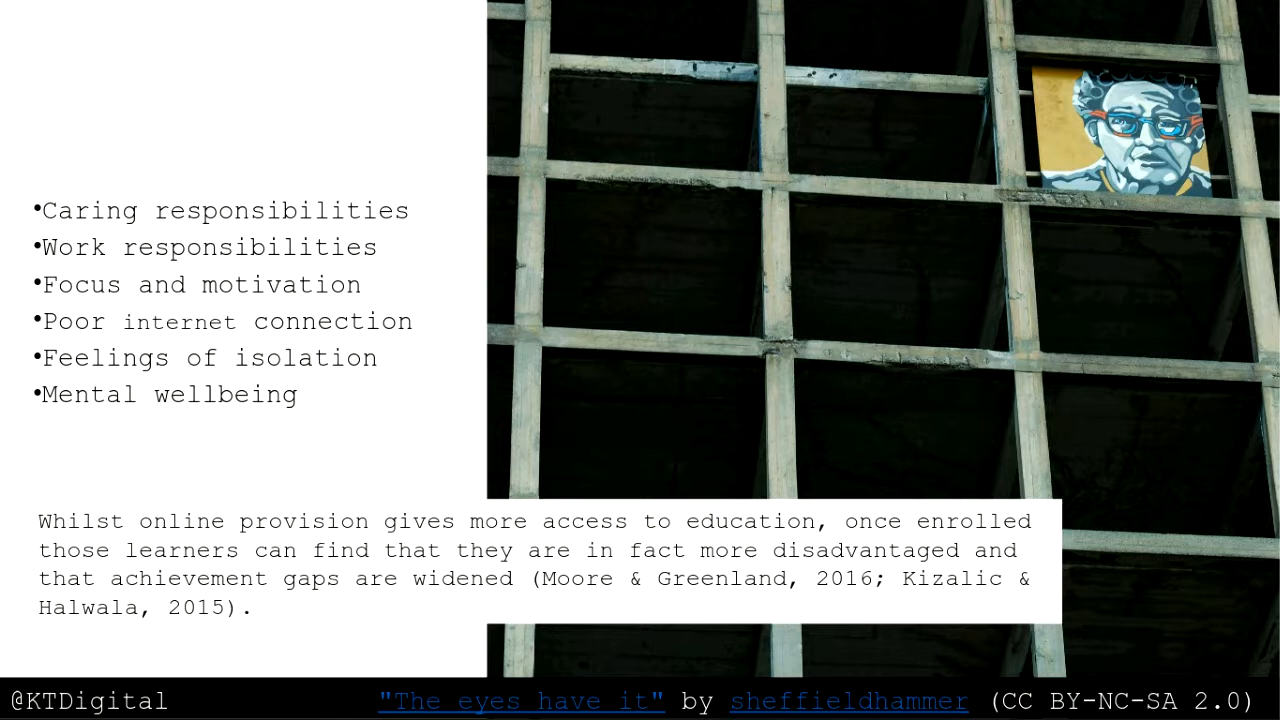 •Caring responsibilities
•Work responsibilities
•Focus and motivation
•Poor internet connection
•Feelings of isolation
•Mental wellbeing
Whilst online provision gives more access to education, once enrolled
those learners can find that they are in fact more disadvantaged and
that achievement gaps are widened (Moore & Greenland, 2016; Kizalic &
Halwala, 2015).
@KTDigital
"The eyes have it" by sheffieldhammer (CC BY-NC-SA 2.0)